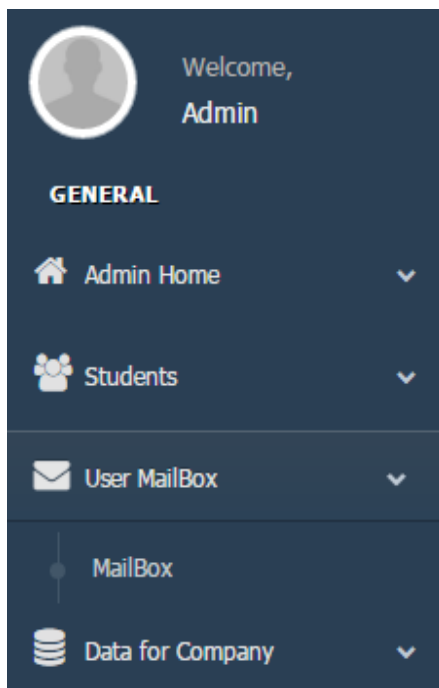 Welcome,
Admin
GENERAL
Admin Home
Students
User MailBox
MailBox
Data for Company